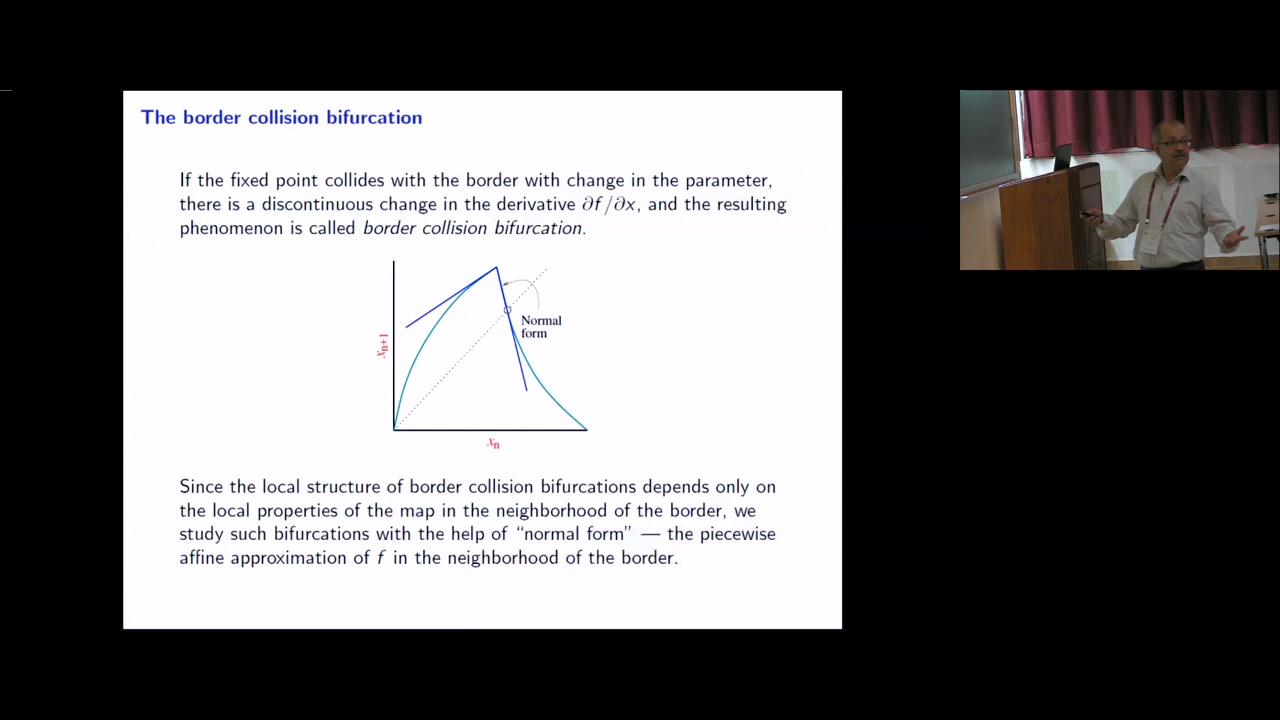 The border collision bifurcation
If the fixed point collides with the border with change in the parameter,
there is a discontinuous change in the derivative ∂f/∂x, and the resulting
phenomenon is called border collision bifurcation.
Normal
form
xn+1
xn
Since the local structure of border collision bifurcations depends only on
the local properties of the map in the neighborhood of the border, we
study such bifurcations with the help of “normal form” — the piecewise
affine approximation of f in the neighborhood of the border.